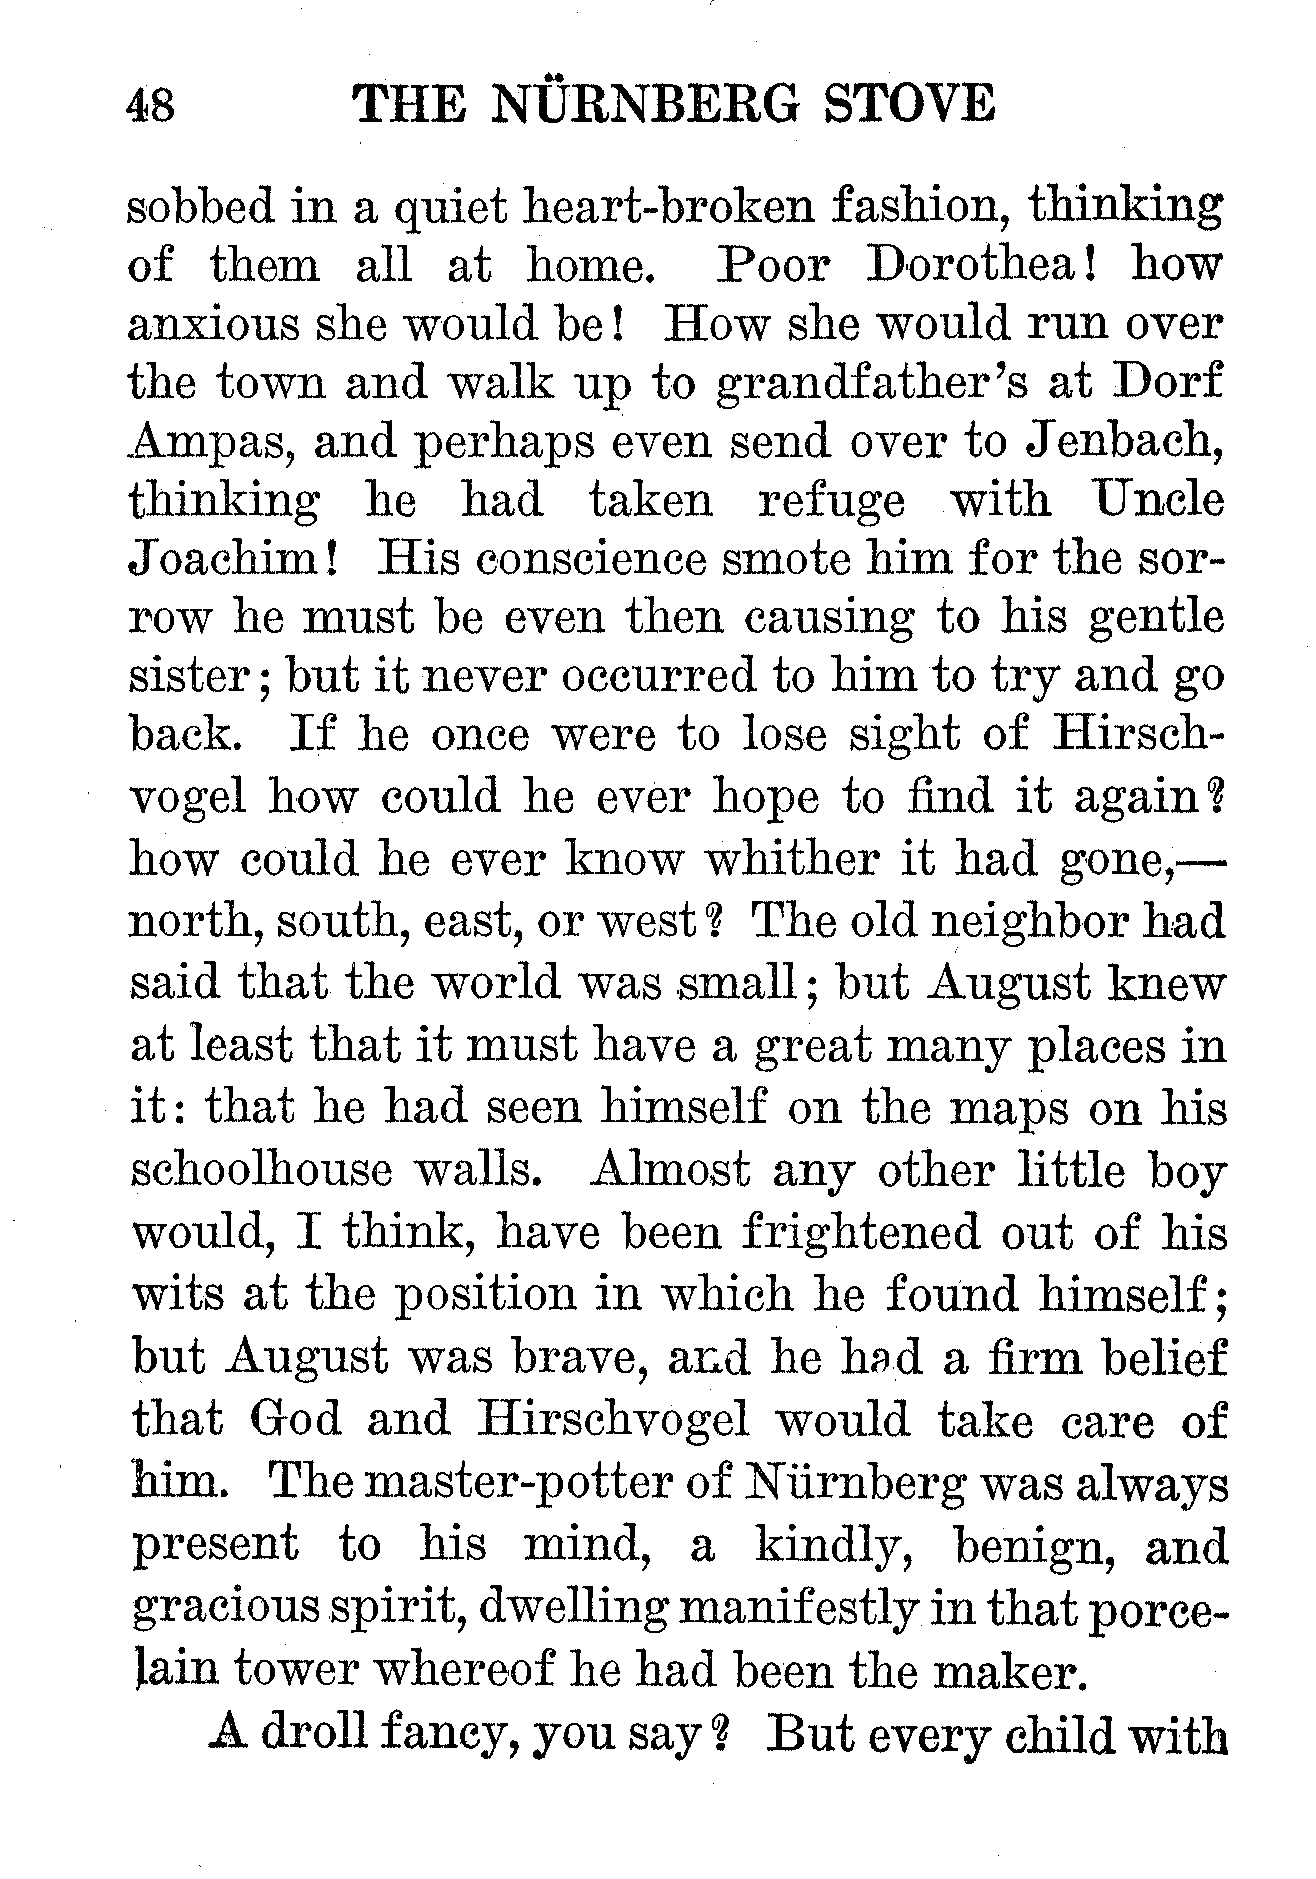 48 THE NÜRNBERG STOVE
sobbed in a quiet heart-broken fashion, thinking
of them all at home. Poor Dorothea! how
anxious she would be! How she would run over
the town and walk up to grandfather's at Dorf
Ampas, and perhaps even send over to Jenbach,
thinking he had taken refuge with Uncle
Joachim! His conscience smote him for the sor-
row he must be even then causing to his gentle
sister; but it never occurred to him to try and go
back. If he once were to lose sight of Hirsch-
vogel how could he ever hope to find it again?
how could he ever know whither it had gone,—
north, south, east, or west? The old neighbor had
said that the world was small; but August knew
at least that it must have a great many places in
it: that he had seen himself on the maps on his
schoolhouse walls. Almost any other little boy
would, I think, have been frightened out of his
wits at the position in which he found himself;
but August was brave, and he had a firm belief
that God and Hirschvogel would take care of
him. The master-potter of Nürnberg was always
present to his mind, a kindly, benign, and
gracious spirit, dwelling manifestly in that porce-
lain tower whereof he had been the maker.
A droll fancy, you say? But every child with